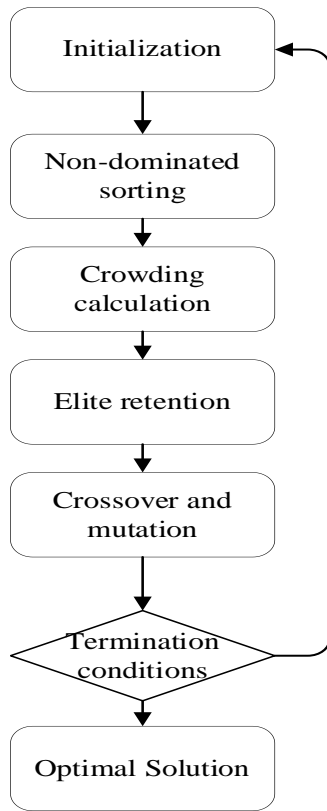 Initialization
Non-dominated
sorting
Crowding
calculation
Elite retention
Crossover and
mutation
Termination
conditions
Optimal Solution